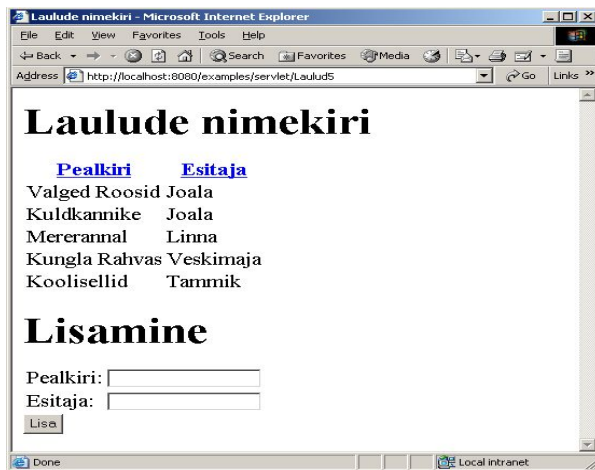 Laulude nimekiri - Microsoft Internet Explorer
File Edit View Favorites Tools Help
Back Search Favorites Media
Address http://localhost:8080/examples/servlet/Laulud5 Go Links »
Laulude nimekiri
Pealkiri Esitaja
Valged Roosid Joala
Kuldkannike Joala
Mererannal Linna
Kungla Rahvas Veskimaja
Koolisellid Tammik
Lisamine
Pealkiri:
Esitaja:
Lisa
Done Local intranet